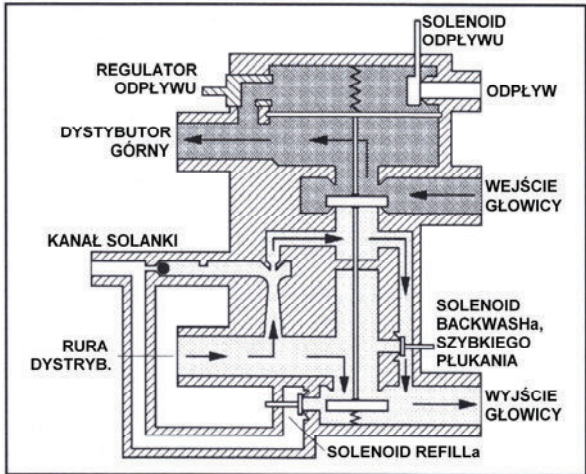 SOLENOID
ODPŁYWU
REGULATOR
ODPŁYWU
ODPŁYW
DYSTYBUTOR
GÓRNY
WEJŚCIE
GŁOWICY
KANAŁ SOLANKI
SOLENOID
BACKWASHa,
SZYBKIEGO
PŁUKANIA
RURA
DYSTRYB.
WYJŚCIE
GŁOWICY
SOLENOID REFILLa